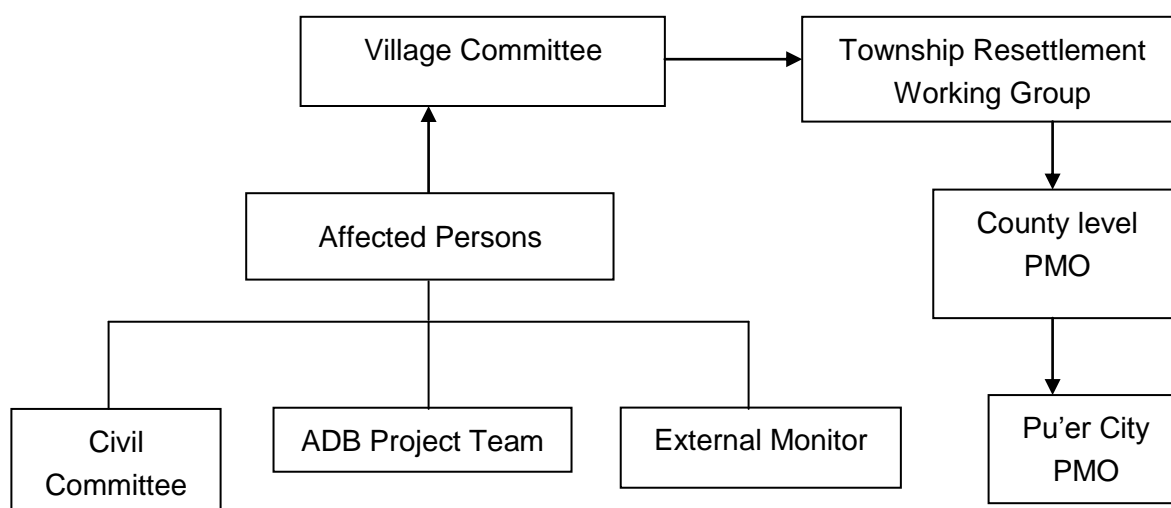 Village Committee
Township Resettlement
Working Group
Affected Persons
County level
PMO
Civil
Committee
ADB Project Team
External Monitor
Pu’er City
PMO